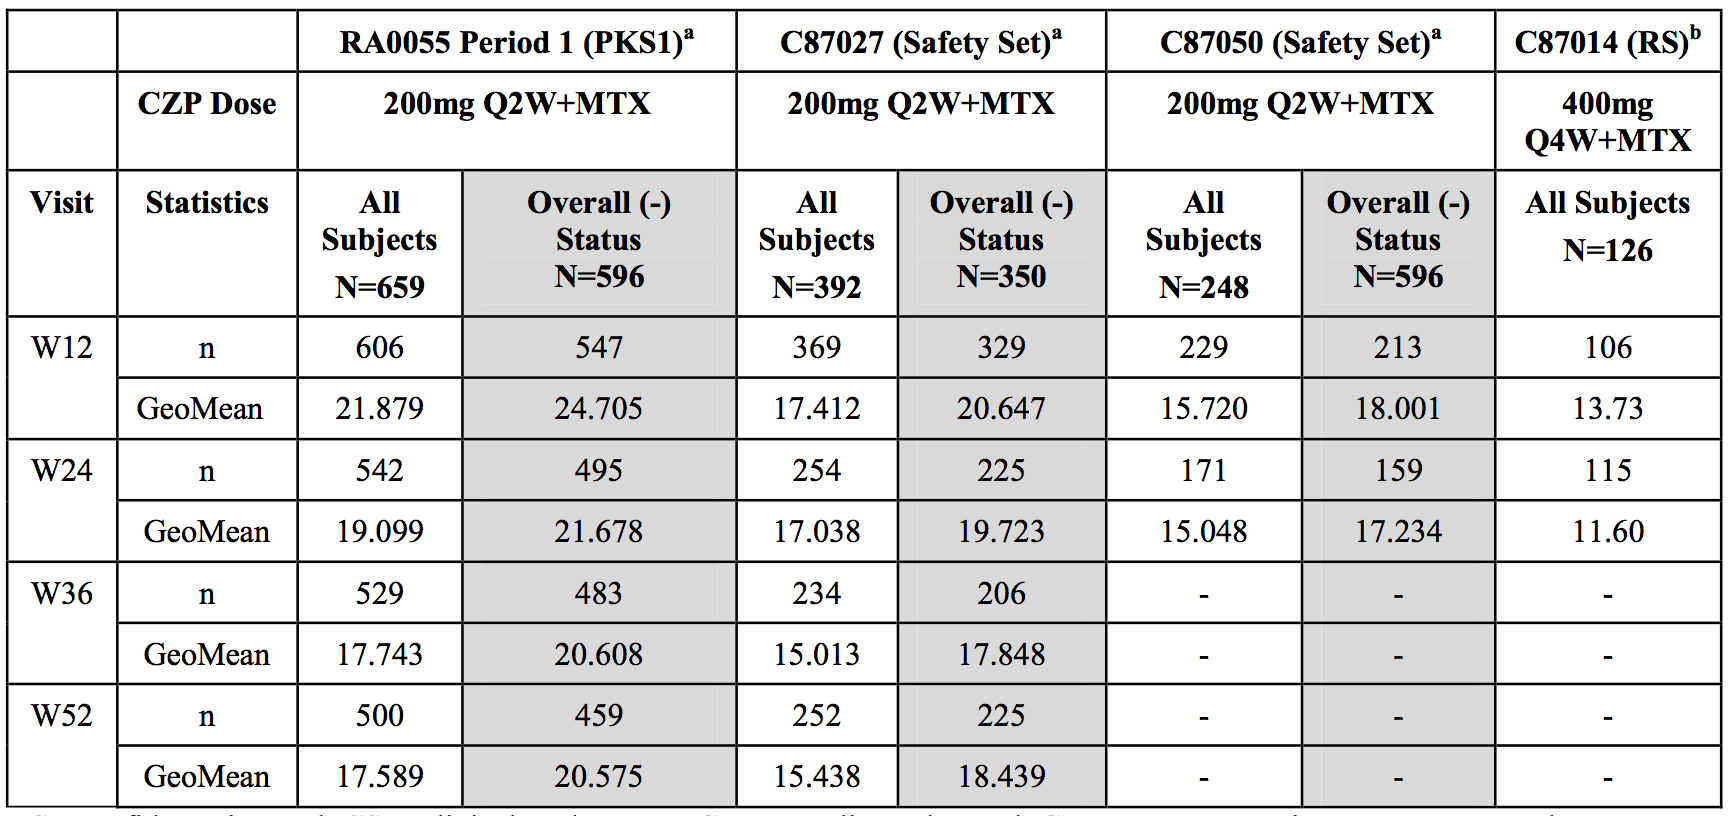 RA0055 Period 1 (PKS1)a C87027 (Safety Set)a C87050 (Safety Set)a C87014 (RS)b
CZP Dose 200mg Q2W+MTX 200mg Q2W+MTX 200mg Q2W+MTX 400mg
Q4W+MTX
Visit Statistics All Overall (-) All Overall (-) All Overall (-) All Subjects
Subjects Status Subjects Status Subjects Status N=126
N=659 N=596 N=392 N=350 N=248 N=596
W12 n 606 547 369 329 229 213 106
GeoMean 21.879 24.705 17.412 20.647 15.720 18.001 13.73
W24 n 542 495 254 225 171 159 115
GeoMean 19.099 21.678 17.038 19.723 15.048 17.234 11.60
W36 n 529 483 234 206 - - -
GeoMean 17.743 20.608 15.013 17.848 - - -
W52 n 500 459 252 225 - - -
GeoMean 17.589 20.575 15.438 18.439 - - -